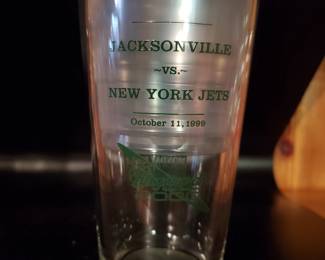 JACKSONVILLE
~VS.~
NEW YORK JETS
October 11, 1999